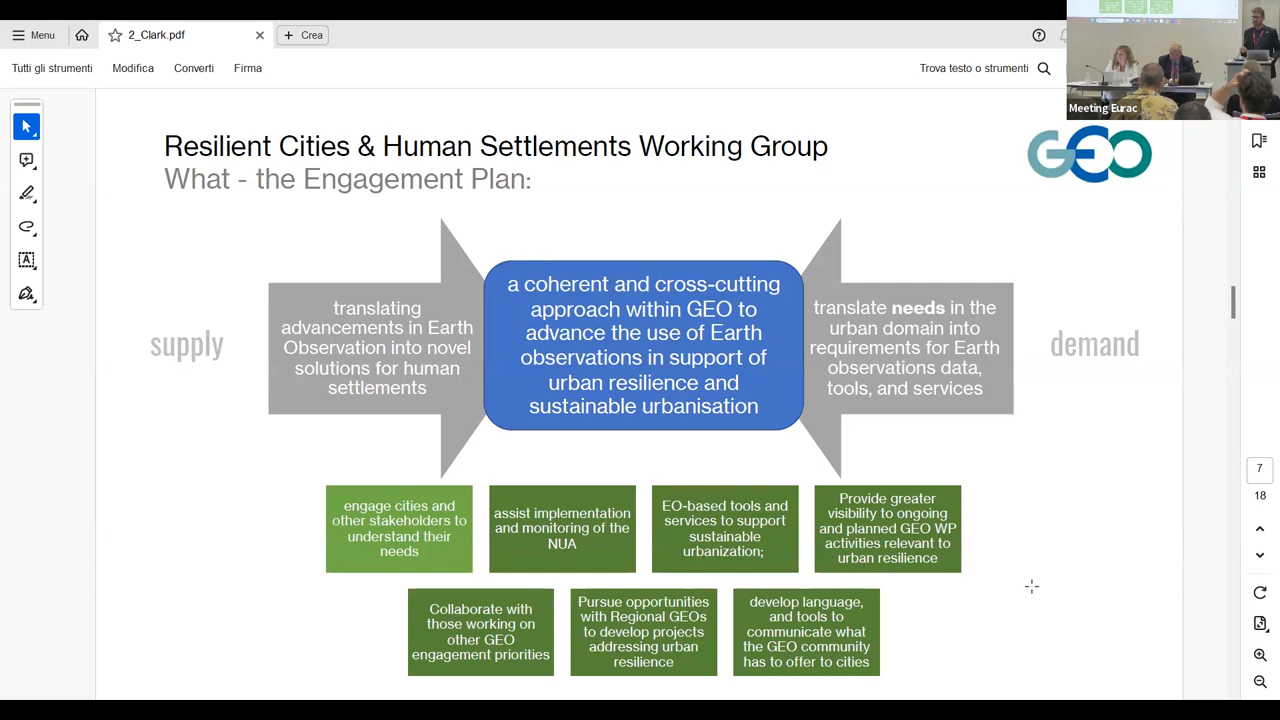 Menu
2_Clark.pdf
Crea
Tutti gli strumenti
Modifica
Converti
Firma
Trova testo o strumenti
Meeting Eurac
Resilient Cities & Human Settlements Working Group
What - the Engagement Plan:
GEO
supply
translating
advancements in Earth
Observation into novel
solutions for human
settlements
a coherent and cross-cutting
approach within GEO to
advance the use of Earth
observations in support of
urban resilience and
sustainable urbanisation
translate needs in the
urban domain into
requirements for Earth
observations data,
tools, and services
demand
engage cities and
other stakeholders to
understand their
needs
assist implementation
and monitoring of the
NUA
EO-based tools and
services to support
sustainable
urbanization;
Provide greater
visibility to ongoing
and planned GEO WP
activities relevant to
urban resilience
Collaborate with
those working on
other GEO
engagement priorities
Pursue opportunities
with Regional GEOs
to develop projects
addressing urban
resilience
develop language,
and tools to
communicate what
the GEO community
has to offer to cities
7
18